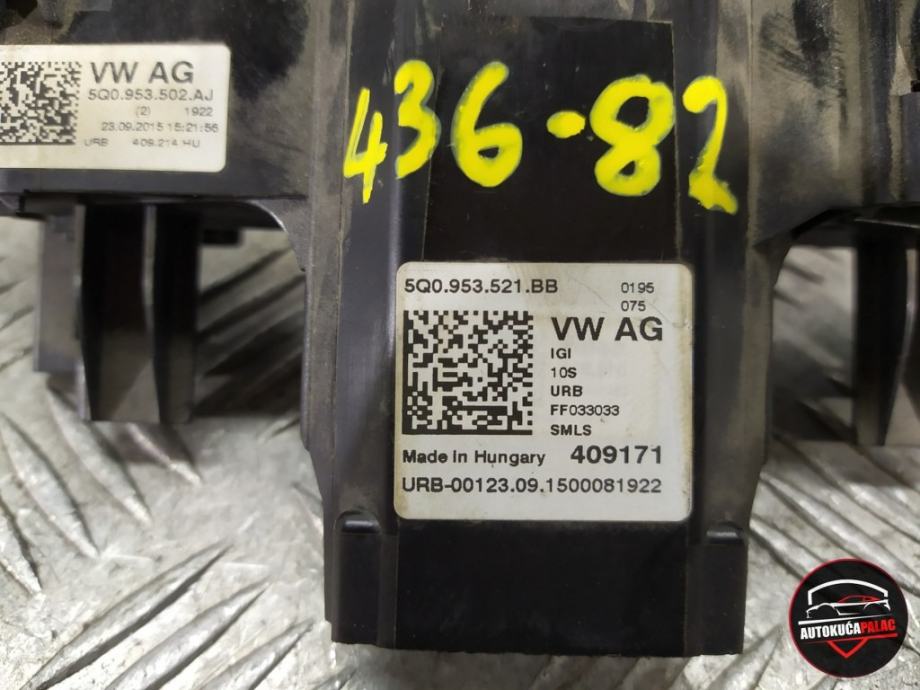 VW AG
5Q0.953.502.AJ
(2) 1922
23.09.2015 15:21:56
URB 409.214 HU
436-82
5Q0.953.521.BB 0195
075
VW AG
IGI
10S
URB
FF033033
SMLS
Made in Hungary 409171
URB-00123.09.1500081922
AUTOKUĆAPALAC